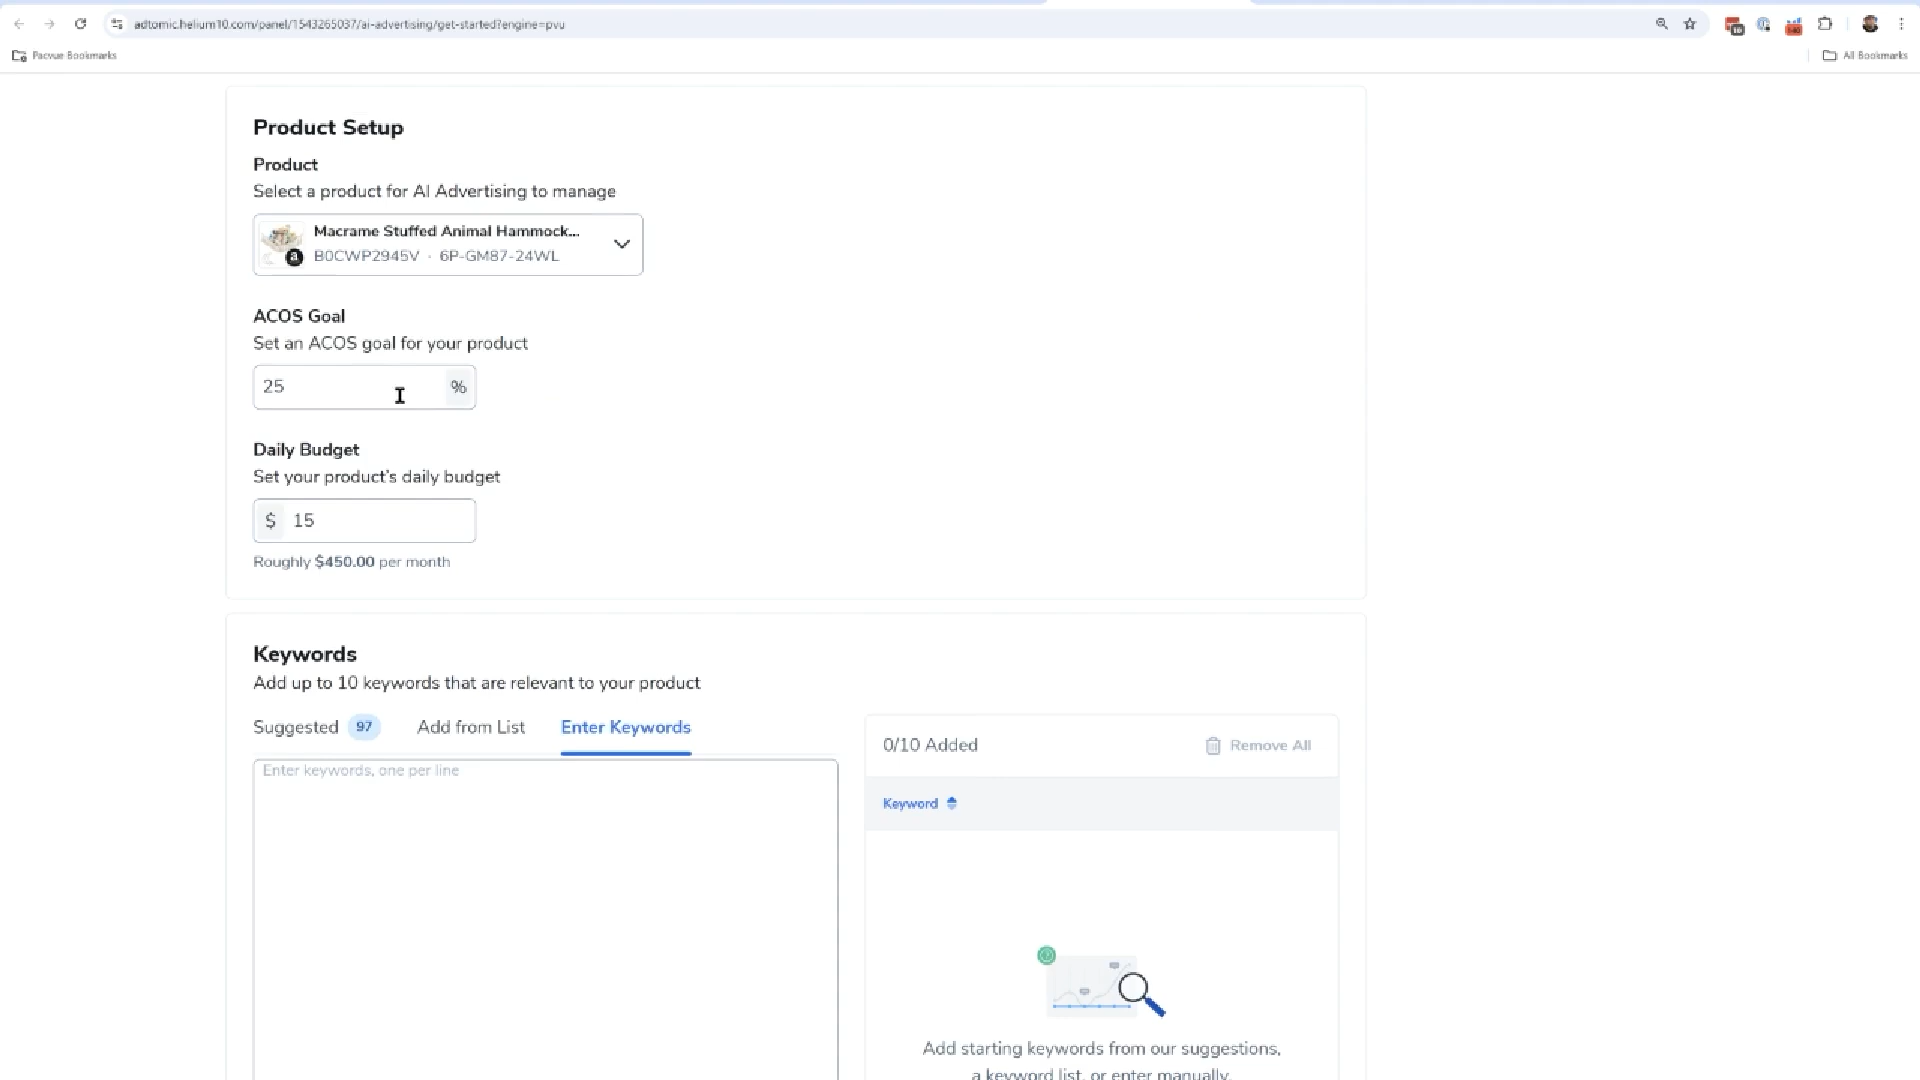 adtomic.helium10.com/panel/1543265037/ai-advertising/get-started?engine=pvu
Pacvue Bookmarks
All Bookmarks
Product Setup
Product
Select a product for AI Advertising to manage
Macrame Stuffed Animal Hammock...
B0CWP2945V · 6P-GM87-24WL
ACOS Goal
Set an ACOS goal for your product
25 %
Daily Budget
Set your product's daily budget
$ 15
Roughly $450.00 per month
Keywords
Add up to 10 keywords that are relevant to your product
Suggested 97 Add from List Enter Keywords
Enter keywords, one per line
0/10 Added Remove All
Keyword
Add starting keywords from our suggestions,
a keyword list, or enter manually.